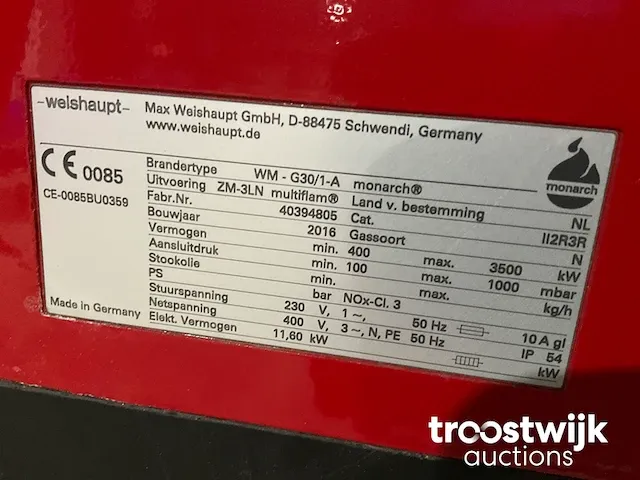 -weishaupt-
Max Weishaupt GmbH, D-88475 Schwendi, Germany
www.weishaupt.de
monarch
CE 0085
CE-0085BU0359
Brandertype WM - G30/1-A monarch®
Uitvoering ZM-3LN multiflam® Land v. bestemming NL
Fabr.Nr. 40394805 Cat. II2R3R
Bouwjaar 2016 Gassoort N
Vermogen min. 400 max. 3500 kW
Aansluitdruk min. 100 max. 1000 mbar
Stookolie min. max. kg/h
PS bar NOx-Cl. 3
Stuurspanning 230 V, 1 ~, 50 Hz 10 A gl
Netspanning 400 V, 3 ~, N, PE 50 Hz IP 54
Elekt. Vermogen 11,60 kW kW
Made in Germany
troostwijk
auctions